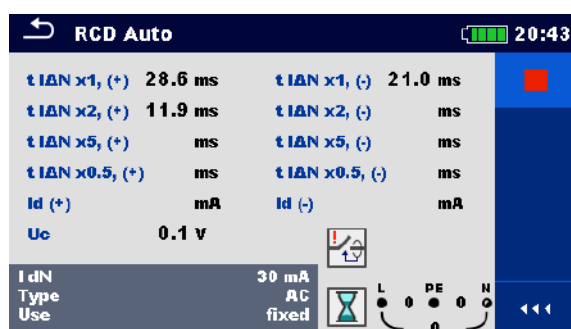 RCD Auto 20:43
t IΔN x1, (+) 28.6 ms t IΔN x1, (-) 21.0 ms
t IΔN x2, (+) 11.9 ms t IΔN x2, (-) ms
t IΔN x5, (+) ms t IΔN x5, (-) ms
t IΔN x0.5, (+) ms t IΔN x0.5, (-) ms
Id (+) mA Id (-) mA
Uc 0.1 V
I dN 30 mA
Type AC
Use fixed
L PE N
0 0
0